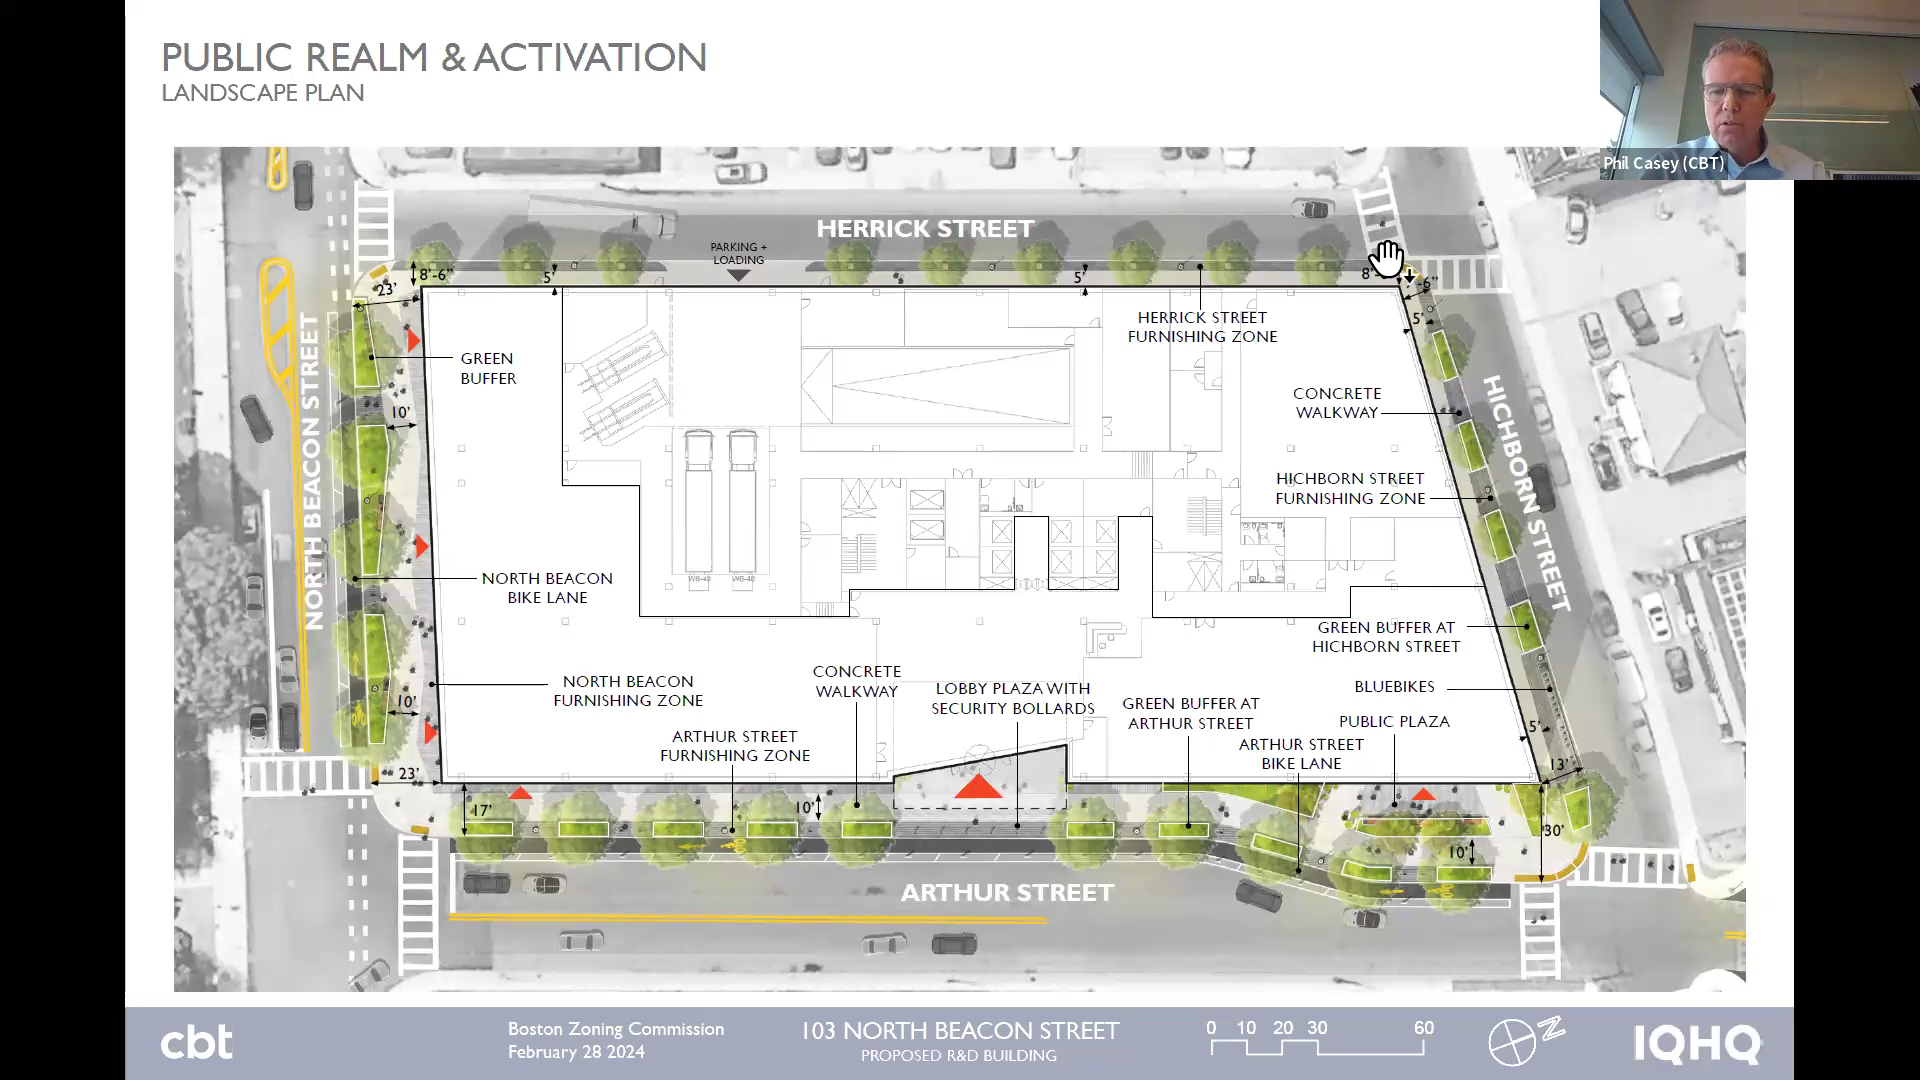 PUBLIC REALM & ACTIVATION
LANDSCAPE PLAN
Phil Casey (CBT)
HERRICK STREET
PARKING +
LOADING
8'-6"
5'
5'
23'
HERRICK STREET
FURNISHING ZONE
5'
GREEN
BUFFER
CONCRETE
WALKWAY
10'
HICHBORN STREET
NORTH BEACON STREET
HICHBORN STREET
FURNISHING ZONE
NORTH BEACON
BIKE LANE
WB-40
WB-40
GREEN BUFFER AT
HICHBORN STREET
NORTH BEACON
FURNISHING ZONE
CONCRETE
WALKWAY
LOBBY PLAZA WITH
SECURITY BOLLARDS
BLUEBIKES
10'
GREEN BUFFER AT
ARTHUR STREET
PUBLIC PLAZA
5'
ARTHUR STREET
FURNISHING ZONE
ARTHUR STREET
BIKE LANE
23'
13'
17'
10'
30'
10'
ARTHUR STREET
cbt
Boston Zoning Commission
February 28 2024
103 NORTH BEACON STREET
PROPOSED R&D BUILDING
0 10 20 30 60
N
IQHQ